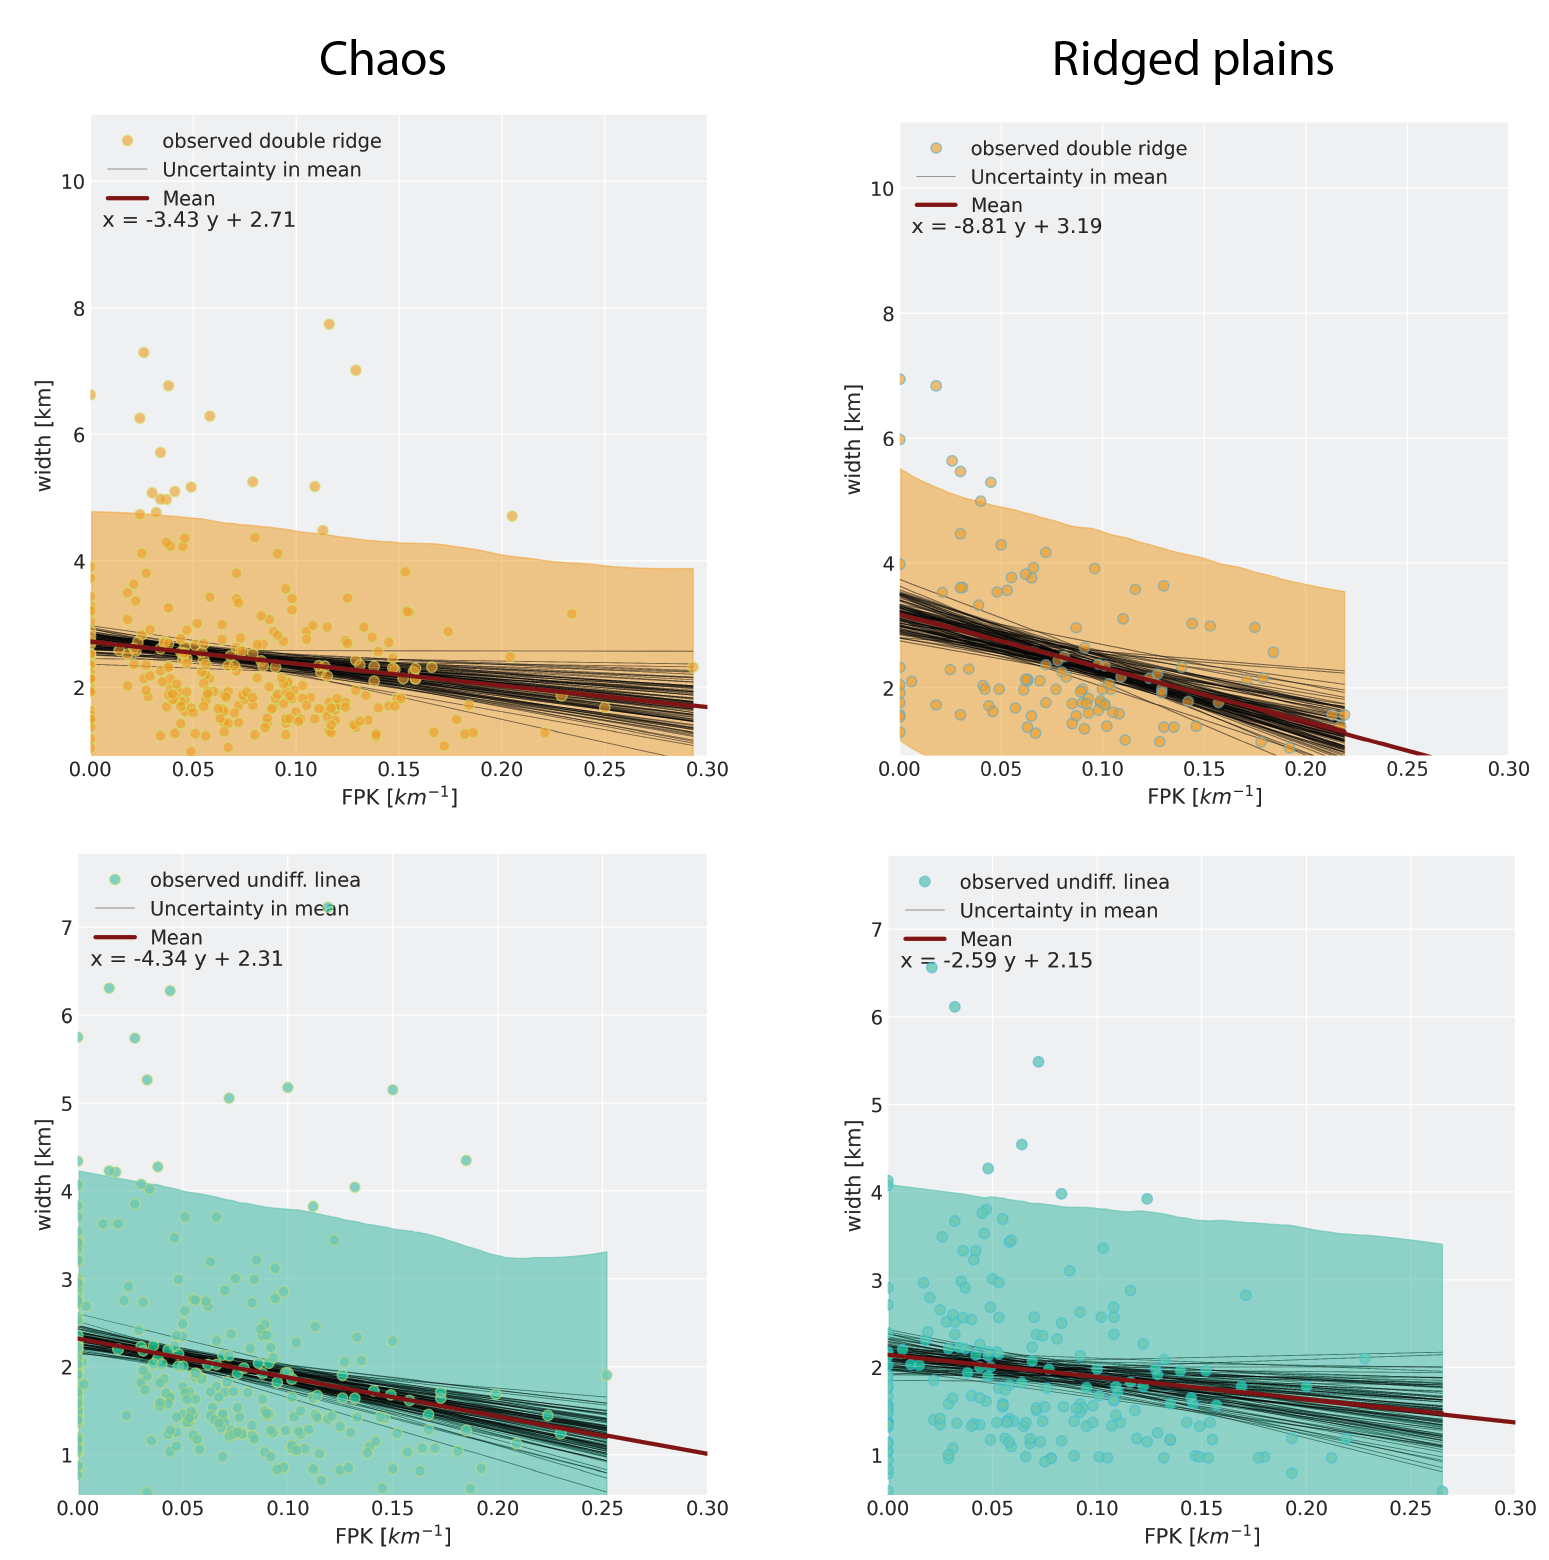 Chaos
Ridged plains
observed double ridge
Uncertainty in mean
Mean
x = -3.43 y + 2.71
10
8
6
4
2
width [km]
0.00 0.05 0.10 0.15 0.20 0.25 0.30
FPK [km⁻¹]
observed double ridge
Uncertainty in mean
Mean
x = -8.81 y + 3.19
10
8
6
4
2
width [km]
0.00 0.05 0.10 0.15 0.20 0.25 0.30
FPK [km⁻¹]
observed undiff. linea
Uncertainty in mean
Mean
x = -4.34 y + 2.31
7
6
5
4
3
2
1
width [km]
0.00 0.05 0.10 0.15 0.20 0.25 0.30
FPK [km⁻¹]
observed undiff. linea
Uncertainty in mean
Mean
x = -2.59 y + 2.15
7
6
5
4
3
2
1
width [km]
0.00 0.05 0.10 0.15 0.20 0.25 0.30
FPK [km⁻¹]